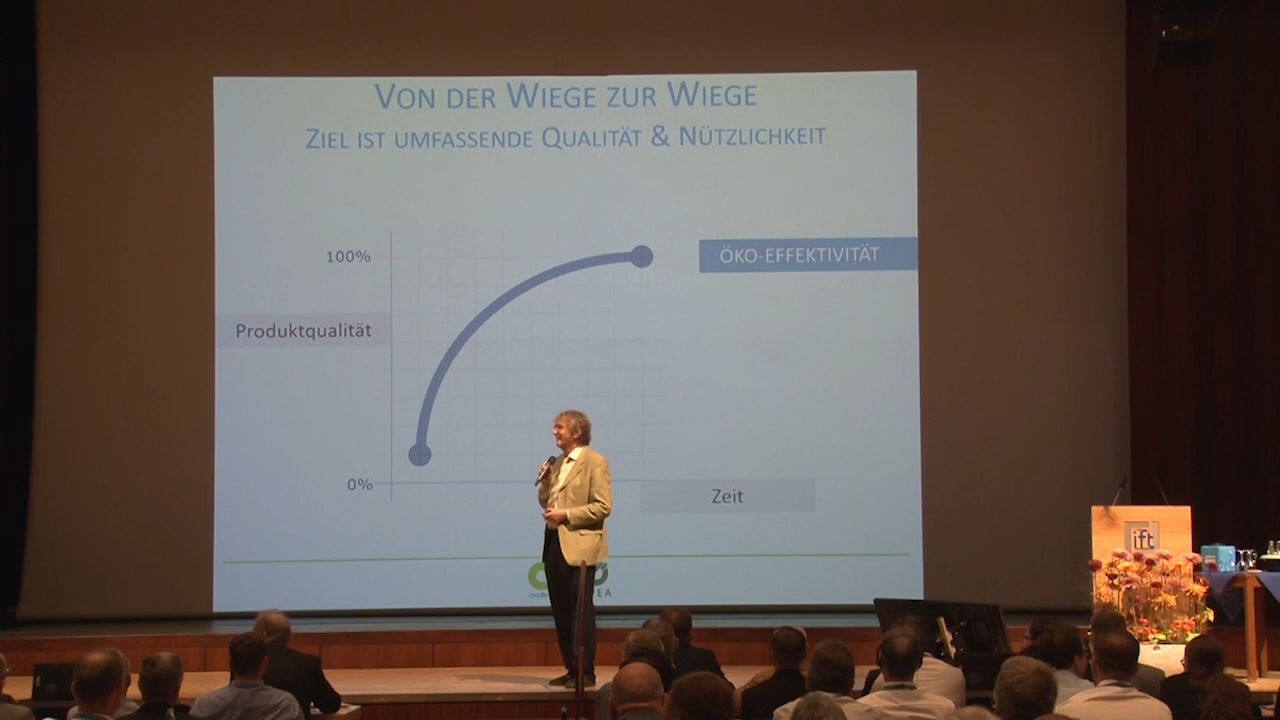 VON DER WIEGE ZUR WIEGE
ZIEL IST UMFASSENDE QUALITÄT & NÜTZLICHKEIT
100%
ÖKO-EFFEKTIVITÄT
Produktqualität
0%
Zeit
ift